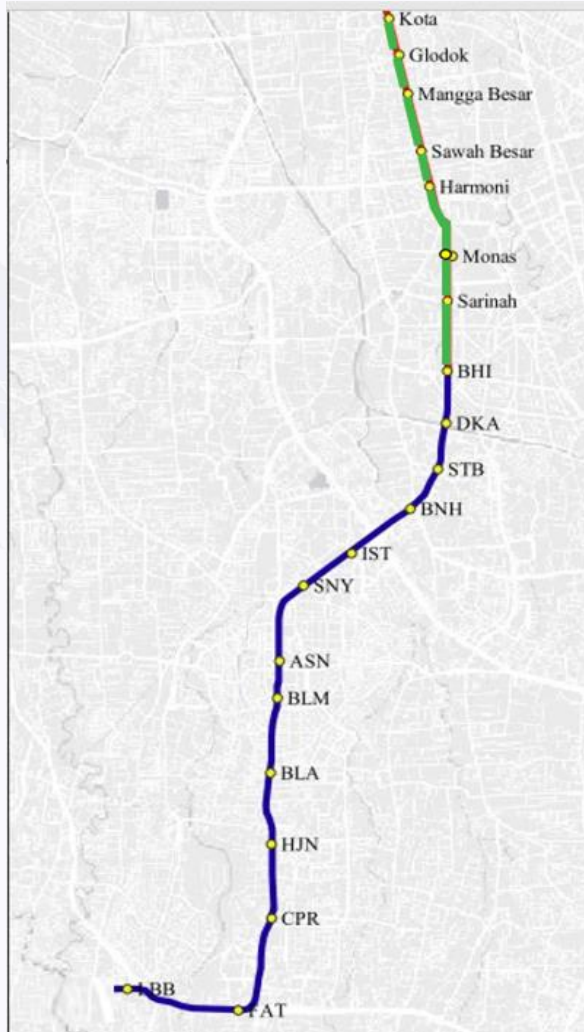 Kota
Glodok
Mangga Besar
Sawah Besar
Harmoni
Monas
Sarinah
BHI
DKA
STB
BNH
IST
SNY
ASN
BLM
BLA
HJN
CPR
LBB
FAT